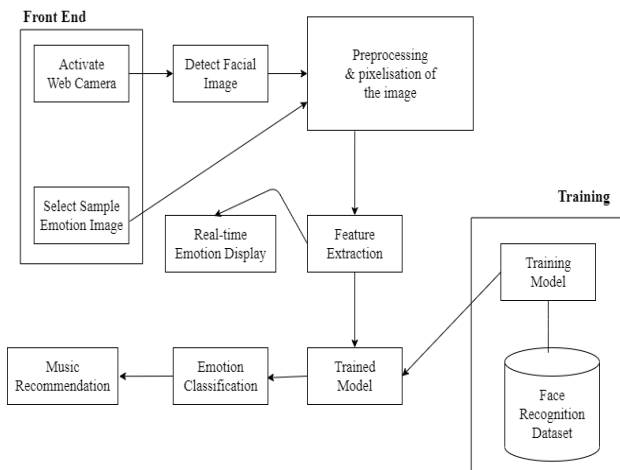 Front End
Activate
Web Camera
Detect Facial
Image
Preprocessing
& pixelisation of
the image
Select Sample
Emotion Image
Real-time
Emotion Display
Feature
Extraction
Training
Training
Model
Music
Recommendation
Emotion
Classification
Trained
Model
Face
Recognition
Dataset